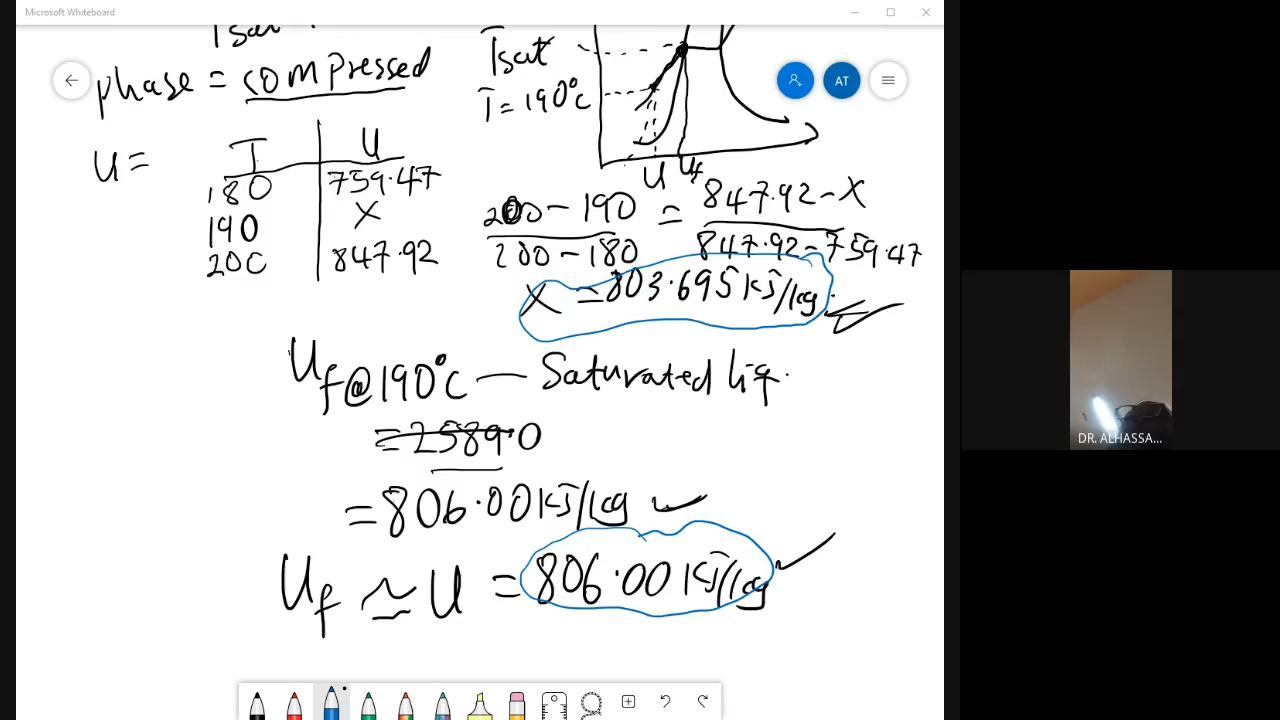 Microsoft Whiteboard
Tsat
phase = compressed
Tsat
T = 190°C
AT
U =
T U
180 759.47
190 X
200 847.92
U Uf
200 - 190 = 847.92 - X
200 - 180 847.92 - 759.47
X = 803.695 KJ/kg
Uf@190°C — Saturated liq.
= 2589.0
= 806.00 KJ/kg
Uf ≃ U = 806.00 KJ/kg
DR. ALHASSA...